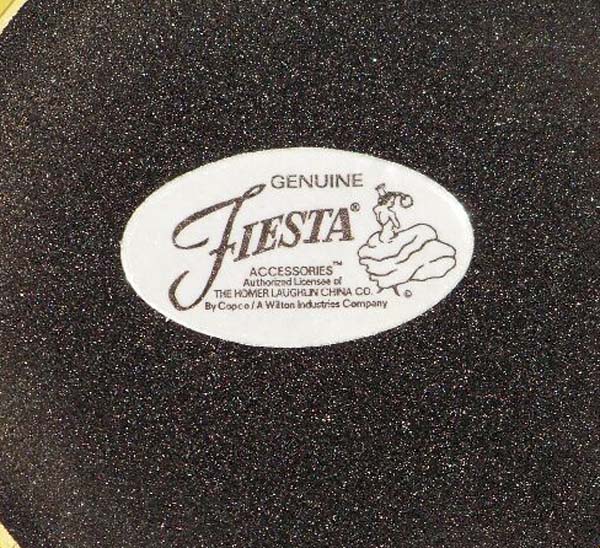 GENUINE
FIESTA®
ACCESSORIES™
Authorized Licensee of
THE HOMER LAUGHLIN CHINA CO.
By Copco / A Wilton Industries Company
©